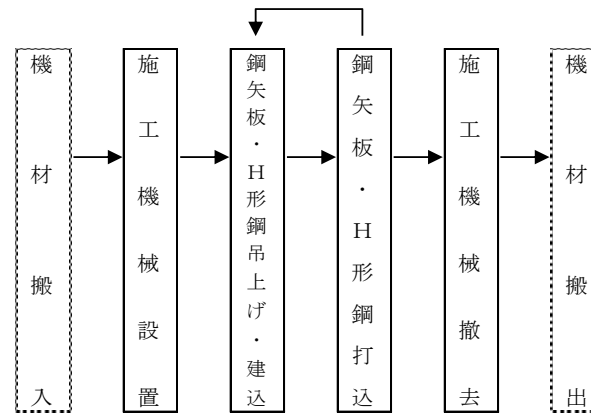 機材搬入
施工機械設置
鋼矢板・Ｈ形鋼吊上げ・建込
鋼矢板・Ｈ形鋼打込
施工機械撤去
機材搬出